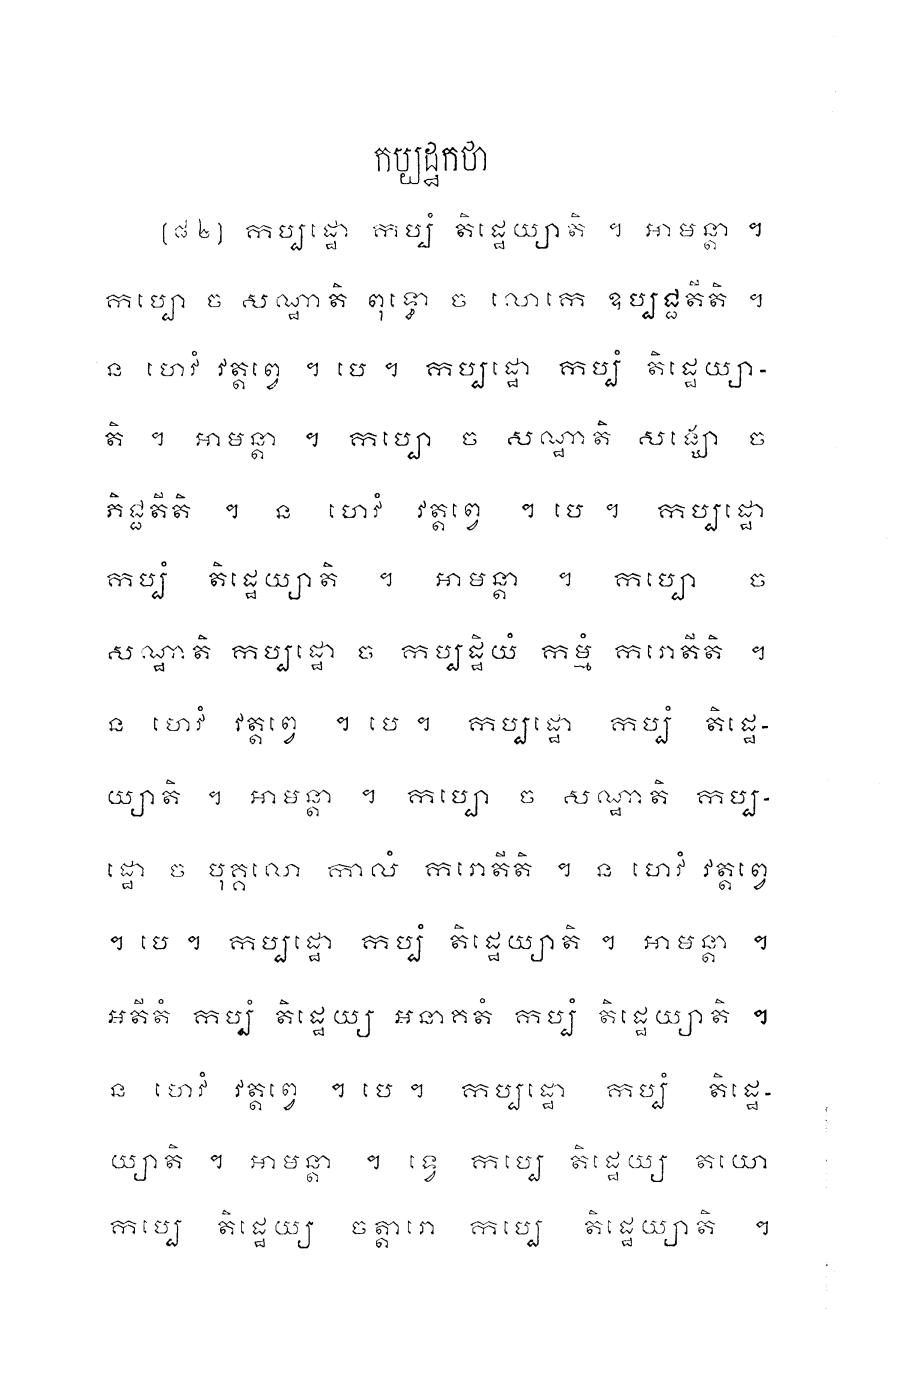 កប្បដ្ឋកថា
(៨២) កប្បដ្ឋោ កប្បំ តិដ្ឋេយ្យាតិ ។ អាមន្តា ។
កប្បោ ច សណ្ឋាតិ ពុទ្ធោ ច លោកេ ឧប្បជ្ជតីតិ ។
ន ហេវំ វត្តព្វេ ។ បេ ។ កប្បដ្ឋោ កប្បំ តិដ្ឋេយ្យា-
តិ ។ អាមន្តា ។ កប្បោ ច សណ្ឋាតិ សង្ឃោ ច
ភិជ្ជតីតិ ។ ន ហេវំ វត្តព្វេ ។ បេ ។ កប្បដ្ឋោ
កប្បំ តិដ្ឋេយ្យាតិ ។ អាមន្តា ។ កប្បោ ច
សណ្ឋាតិ កប្បដ្ឋោ ច កប្បដ្ឋិយំ កម្មំ ករោតីតិ ។
ន ហេវំ វត្តព្វេ ។ បេ ។ កប្បដ្ឋោ កប្បំ តិដ្ឋេ-
យ្យាតិ ។ អាមន្តា ។ កប្បោ ច សណ្ឋាតិ កប្ប-
ដ្ឋោ ច បុគ្គលោ កាលំ ករោតីតិ ។ ន ហេវំ វត្តព្វេ
។ បេ ។ កប្បដ្ឋោ កប្បំ តិដ្ឋេយ្យាតិ ។ អាមន្តា ។
អតីតំ កប្បំ តិដ្ឋេយ្យ អនាគតំ កប្បំ តិដ្ឋេយ្យាតិ ។
ន ហេវំ វត្តព្វេ ។ បេ ។ កប្បដ្ឋោ កប្បំ តិដ្ឋេ-
យ្យាតិ ។ អាមន្តា ។ ទ្វេ កប្បេ តិដ្ឋេយ្យ តយោ
កប្បេ តិដ្ឋេយ្យ ចត្តារោ កប្បេ តិដ្ឋេយ្យាតិ ។